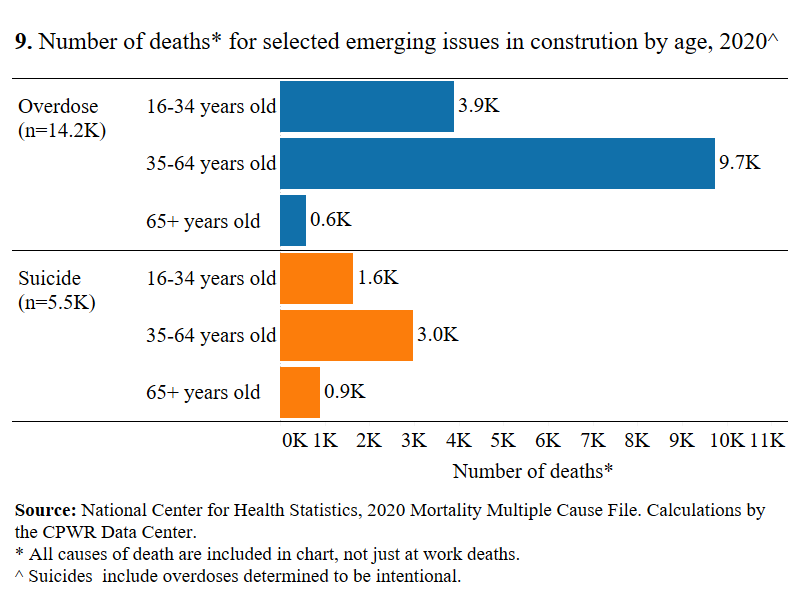 9. Number of deaths* for selected emerging issues in constrution by age, 2020^
Overdose
(n=14.2K)
16-34 years old
3.9K
35-64 years old
9.7K
65+ years old
0.6K
Suicide
(n=5.5K)
16-34 years old
1.6K
35-64 years old
3.0K
65+ years old
0.9K
0K 1K 2K 3K 4K 5K 6K 7K 8K 9K 10K 11K
Number of deaths*
Source: National Center for Health Statistics, 2020 Mortality Multiple Cause File. Calculations by
the CPWR Data Center.
* All causes of death are included in chart, not just at work deaths.
^ Suicides include overdoses determined to be intentional.